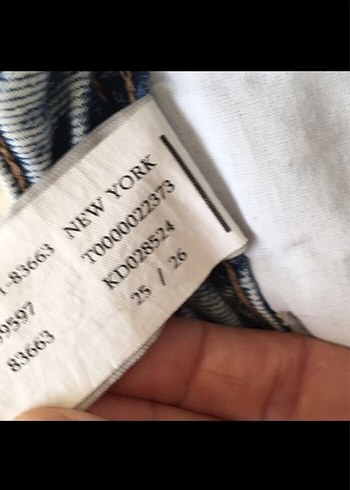 NEW YORK
T0000022373
KD028524
25 / 26
-83663
9597
83663